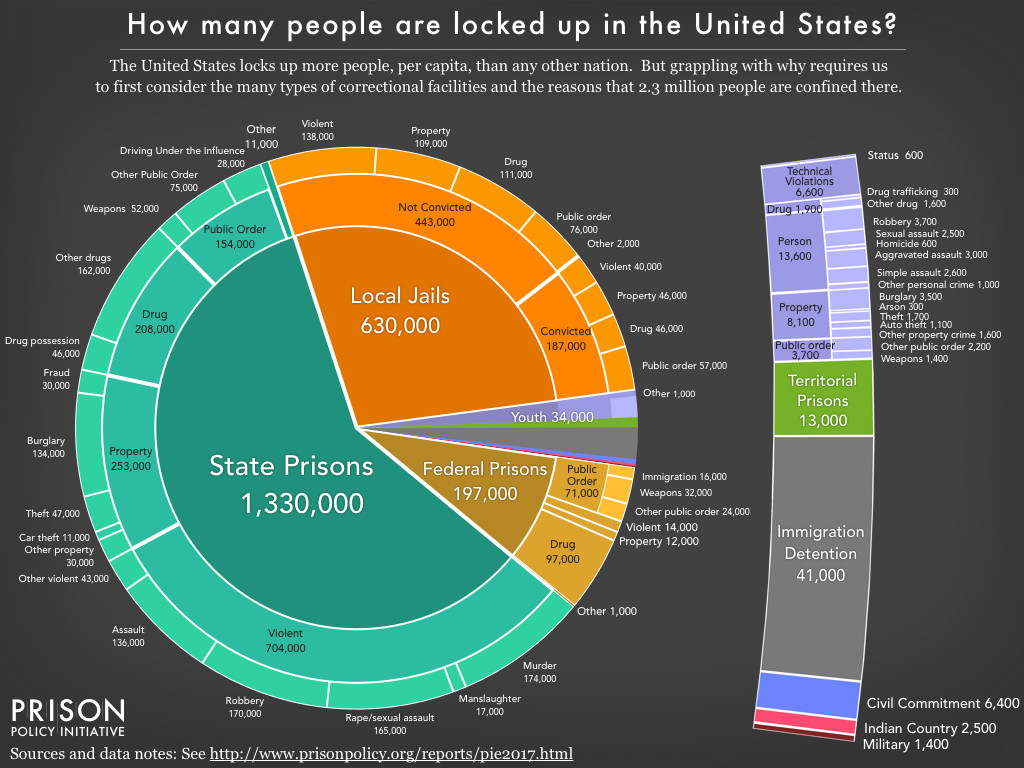 How many people are locked up in the United States?
The United States locks up more people, per capita, than any other nation.  But grappling with why requires us
to first consider the many types of correctional facilities and the reasons that 2.3 million people are confined there.
Other
11,000
Violent
138,000
Property
109,000
Drug
111,000
Public order
76,000
Other 2,000
Violent 40,000
Property 46,000
Drug 46,000
Public order 57,000
Other 1,000
Driving Under the Influence
28,000
Other Public Order
75,000
Weapons 52,000
Other drugs
162,000
Drug possession
46,000
Fraud
30,000
Burglary
134,000
Theft 47,000
Car theft 11,000
Other property
30,000
Other violent 43,000
Assault
136,000
Robbery
170,000
Rape/sexual assault
165,000
Manslaughter
17,000
Murder
174,000
Public Order
154,000
Drug
208,000
Property
253,000
Violent
704,000
State Prisons
1,330,000
Not Convicted
443,000
Local Jails
630,000
Convicted
187,000
Youth 34,000
Federal Prisons
197,000
Public
Order
71,000
Drug
97,000
Immigration 16,000
Weapons 32,000
Other public order 24,000
Violent 14,000
Property 12,000
Other 1,000
Status 600
Technical
Violations
6,600
Drug 1,900
Drug trafficking 300
Other drug 1,600
Person
13,600
Robbery 3,700
Sexual assault 2,500
Homicide 600
Aggravated assault 3,000
Simple assault 2,600
Other personal crime 1,000
Property
8,100
Burglary 3,500
Arson 300
Theft 1,700
Auto theft 1,100
Other property crime 1,600
Public order
3,700
Other public order 2,200
Weapons 1,400
Territorial
Prisons
13,000
Immigration
Detention
41,000
Civil Commitment 6,400
Indian Country 2,500
Military 1,400
PRISON
POLICY INITIATIVE
Sources and data notes: See http://www.prisonpolicy.org/reports/pie2017.html